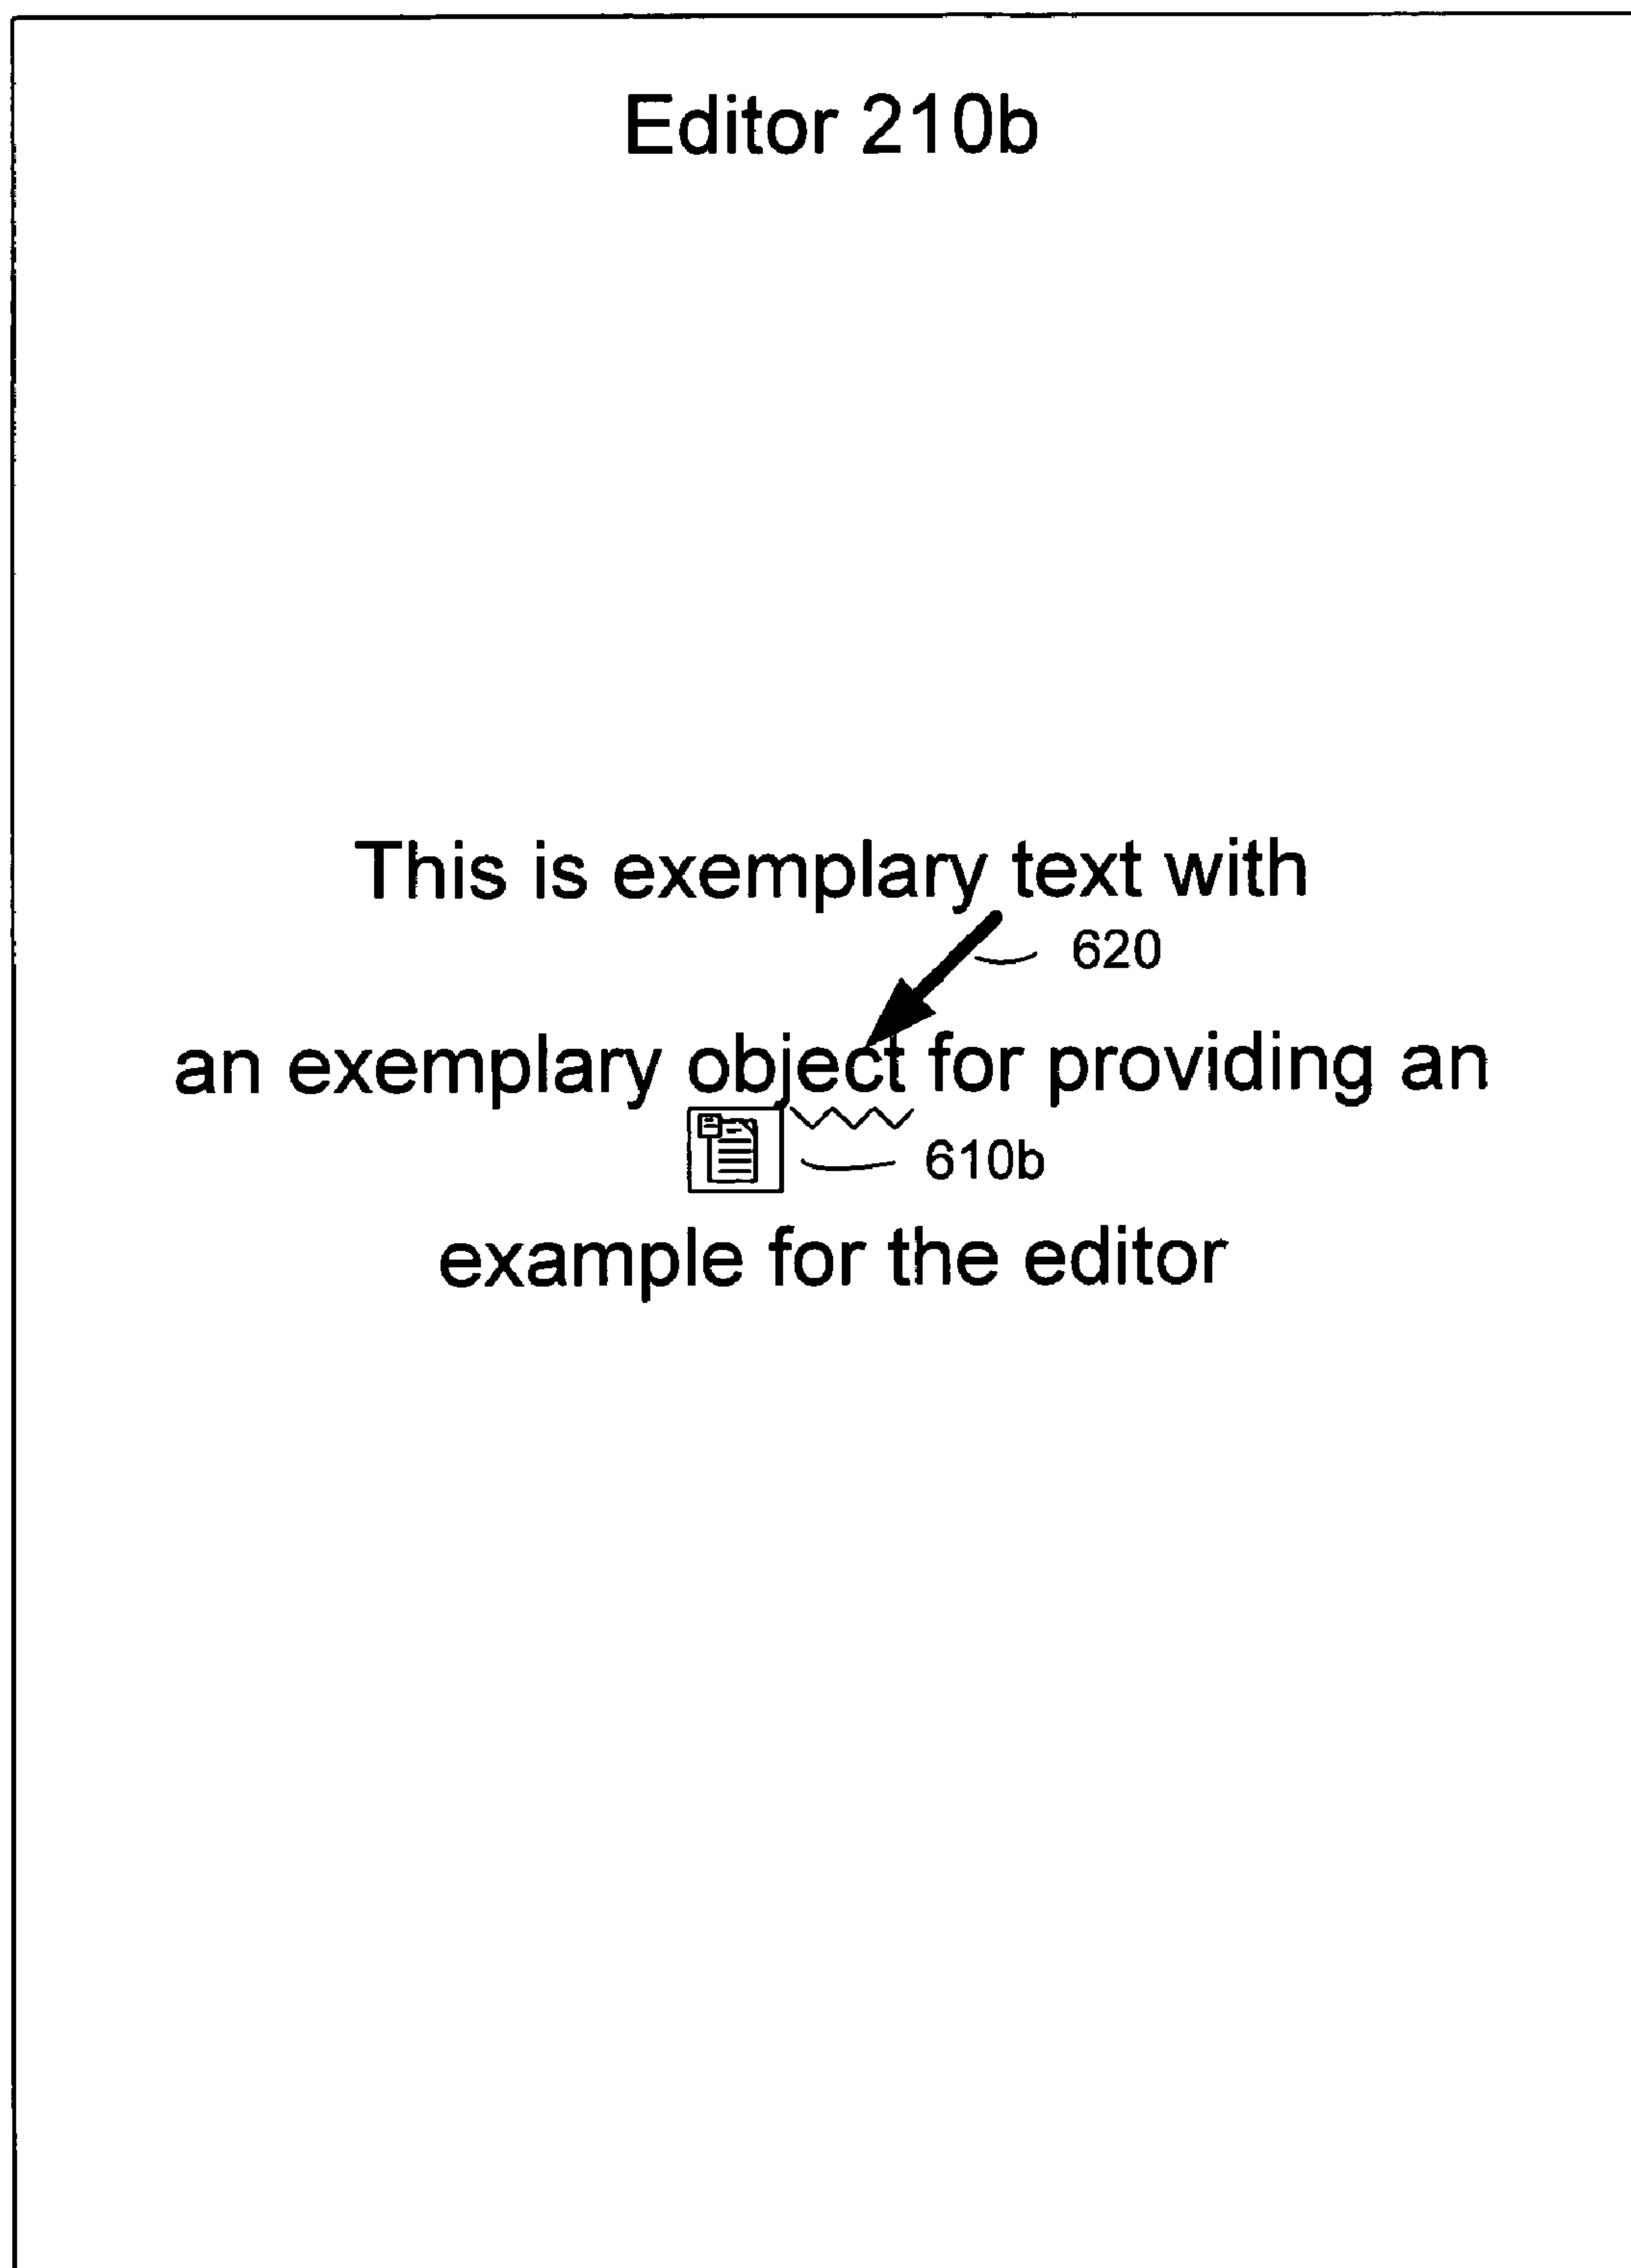 Editor 210b
This is exemplary text with
620
an exemplary object for providing an
610b
example for the editor